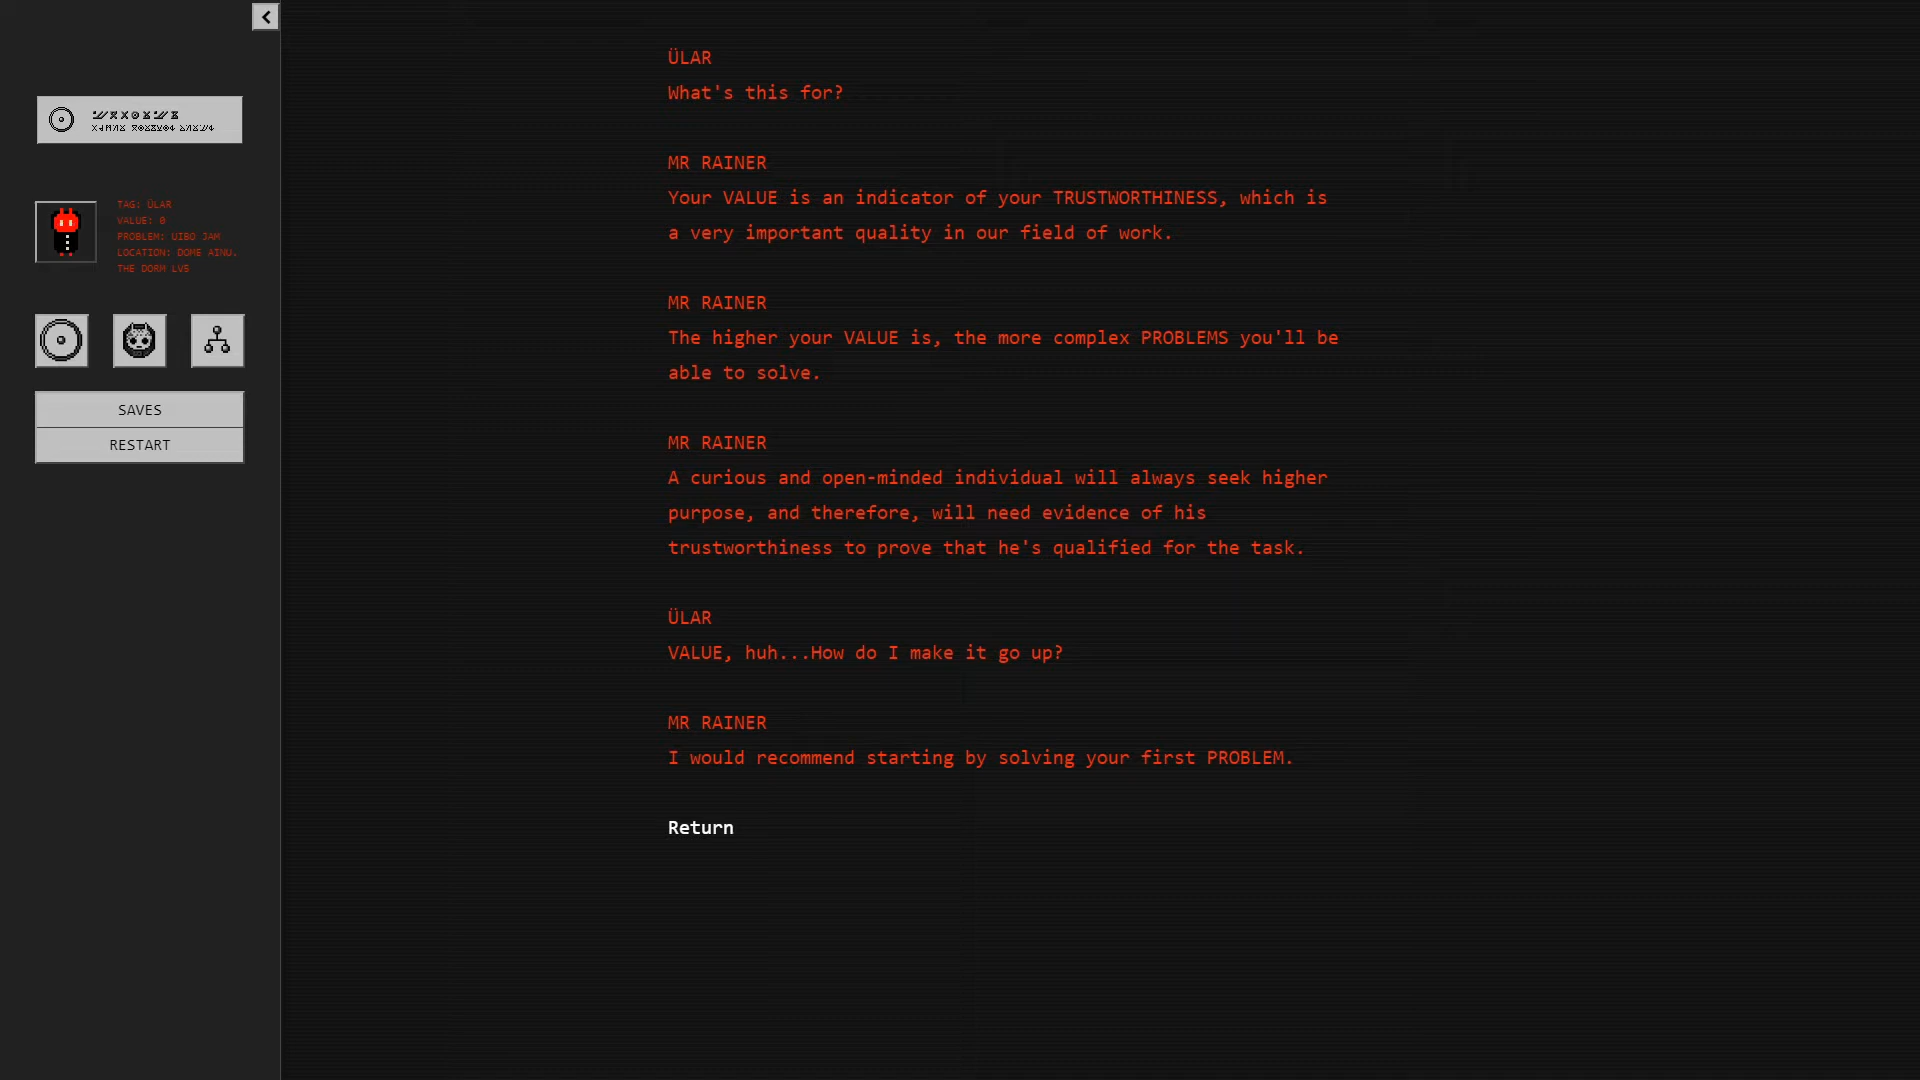 TAG: ÜLAR
VALUE: 0
PROBLEM: UIBO JAM
LOCATION: DOME AINU.
THE DORM LV5
SAVES
RESTART
ÜLAR
What's this for?
MR RAINER
Your VALUE is an indicator of your TRUSTWORTHINESS, which is
a very important quality in our field of work.
MR RAINER
The higher your VALUE is, the more complex PROBLEMS you'll be
able to solve.
MR RAINER
A curious and open-minded individual will always seek higher
purpose, and therefore, will need evidence of his
trustworthiness to prove that he's qualified for the task.
ÜLAR
VALUE, huh...How do I make it go up?
MR RAINER
I would recommend starting by solving your first PROBLEM.
Return